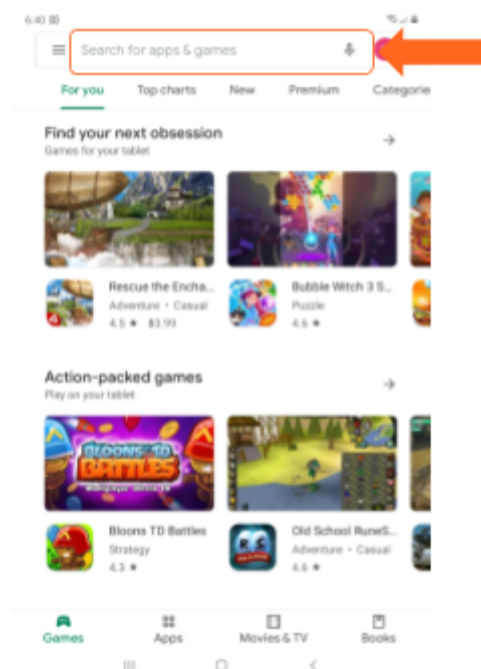 6:40
Search for apps & games
For you Top charts New Premium Categorie
Find your next obsession
Games for your tablet
Rescue the Encha... Bubble Witch 3 S...
Adventure • Casual Puzzle
4.5 ★ $3.99 4.6 ★
Action-packed games
Play on your tablet
BLOONS TD
BATTLES
Bloons TD Battles Old School RuneS...
Strategy Adventure • Casual
4.3 ★ 4.6 ★
Games Apps Movies & TV Books